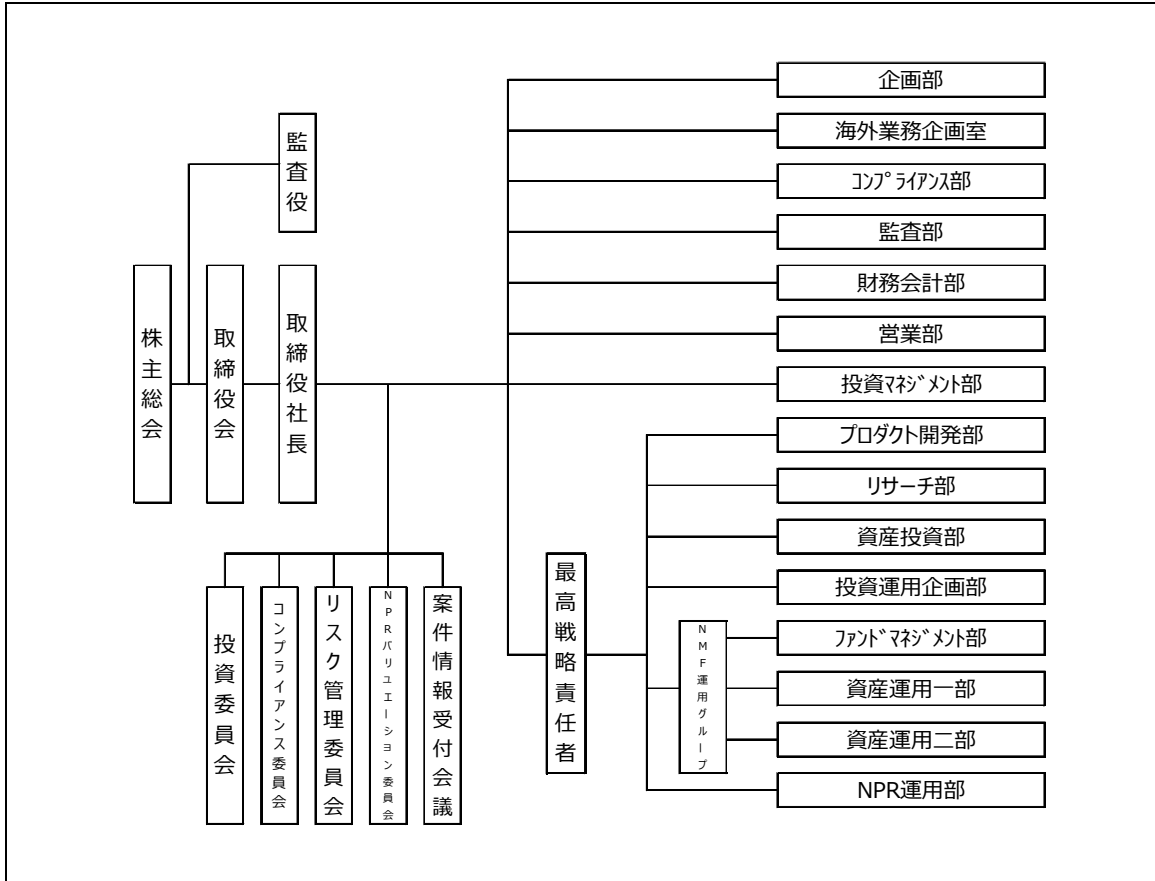 株主総会
監査役
取締役会
取締役社長
投資委員会
コンプライアンス委員会
リスク管理委員会
NPRバリュエーション委員会
案件情報受付会議
企画部
海外業務企画室
ｺﾝﾌﾟﾗｲｱﾝｽ部
監査部
財務会計部
営業部
投資ﾏﾈｼﾞﾒﾝﾄ部
最高戦略責任者
プロダクト開発部
リサーチ部
資産投資部
投資運用企画部
NMF運用グループ
ﾌｧﾝﾄﾞﾏﾈｼﾞﾒﾝﾄ部
資産運用一部
資産運用二部
NPR運用部